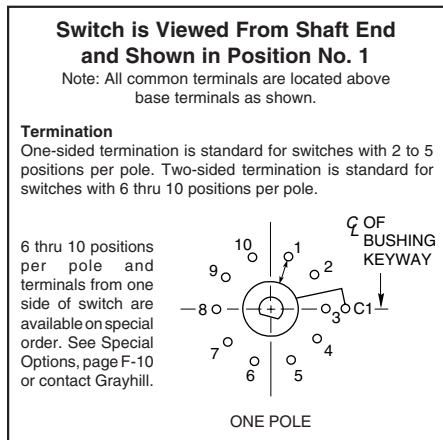 Switch is Viewed From Shaft End
and Shown in Position No. 1
Note: All common terminals are located above
base terminals as shown.
Termination
One-sided termination is standard for switches with 2 to 5
positions per pole. Two-sided termination is standard for
switches with 6 thru 10 positions per pole.
6 thru 10 positions
per pole and
terminals from one
side of switch are
available on special
order. See Special
Options, page F-10
or contact Grayhill.
℄ OF
BUSHING
KEYWAY
10
1
9
2
8
3
C1
7
4
6
5
ONE POLE